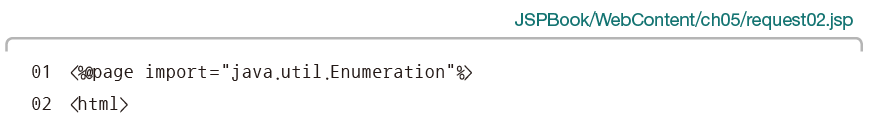 JSPBook/WebContent/ch05/request02.jsp
01 <%@page import="java.util.Enumeration"%>
02 <html>